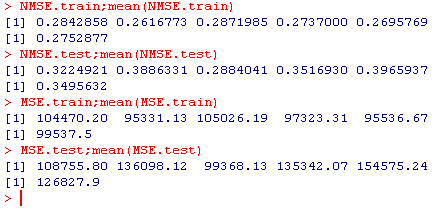 > NMSE.train;mean(NMSE.train)
[1] 0.2842858 0.2616773 0.2871985 0.2737000 0.2695769
[1] 0.2752877
> NMSE.test;mean(NMSE.test)
[1] 0.3224921 0.3886331 0.2884041 0.3516930 0.3965937
[1] 0.3495632
> MSE.train;mean(MSE.train)
[1] 104470.20  95331.13 105026.19  97323.31  95536.67
[1] 99537.5
> MSE.test;mean(MSE.test)
[1] 108755.80 136098.12  99368.13 135342.07 154575.24
[1] 126827.9
>